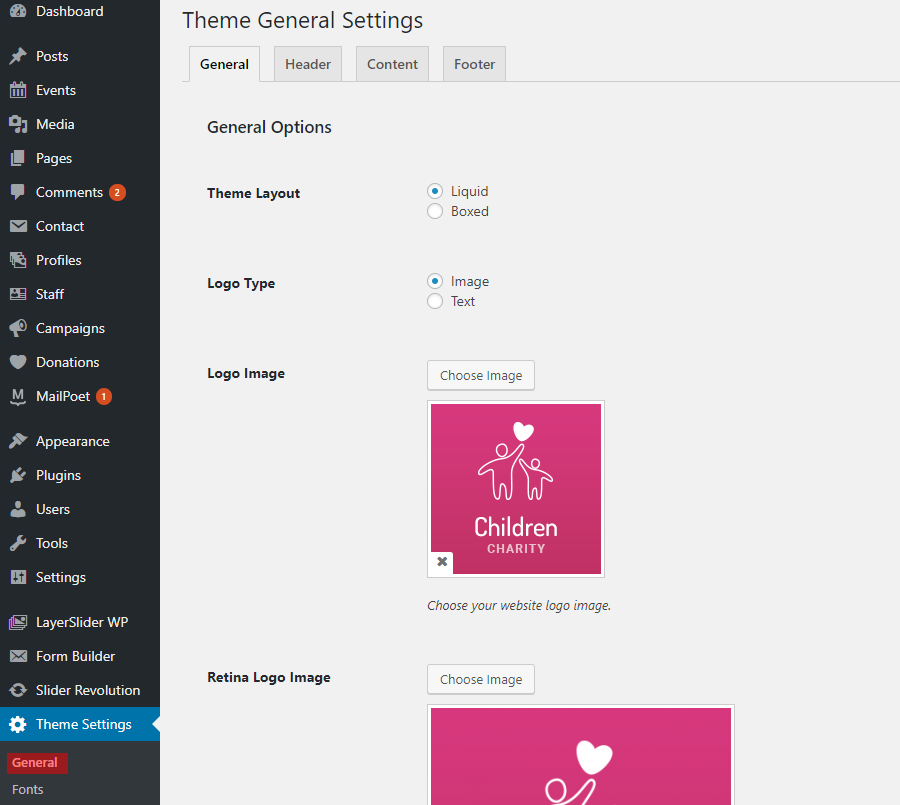 Dashboard
Posts
Events
Media
Pages
Comments 2
Contact
Profiles
Staff
Campaigns
Donations
MailPoet 1
Appearance
Plugins
Users
Tools
Settings
LayerSlider WP
Form Builder
Slider Revolution
Theme Settings
General
Fonts
Theme General Settings
General
Header
Content
Footer
General Options
Theme Layout
Liquid
Boxed
Logo Type
Image
Text
Logo Image
Choose Image
Children
CHARITY
Choose your website logo image.
Retina Logo Image
Choose Image